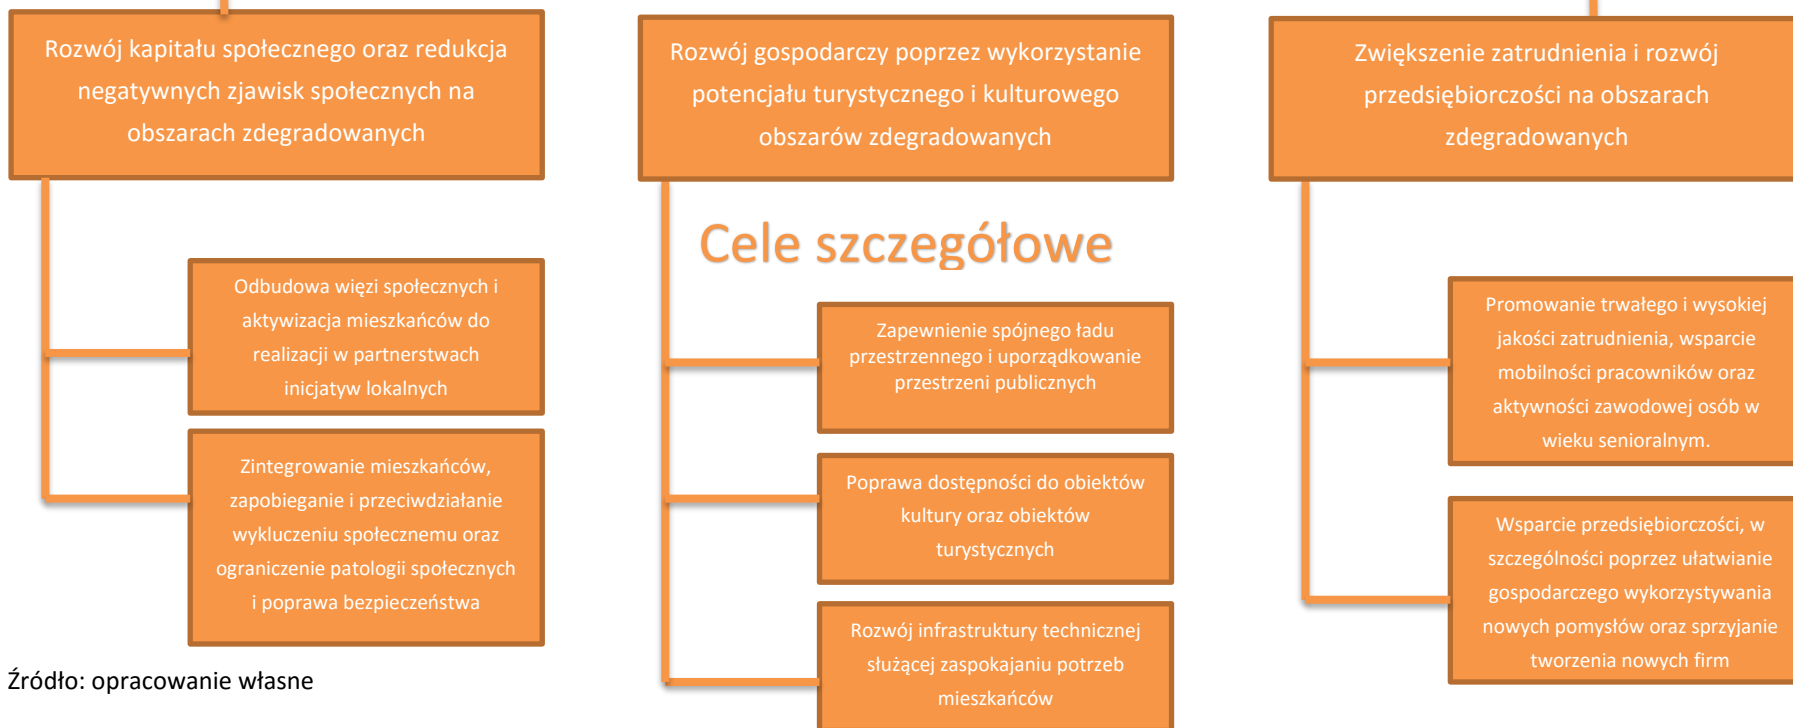 Rozwój kapitału społecznego oraz redukcja
negatywnych zjawisk społecznych na
obszarach zdegradowanych
Rozwój gospodarczy poprzez wykorzystanie
potencjału turystycznego i kulturowego
obszarów zdegradowanych
Zwiększenie zatrudnienia i rozwój
przedsiębiorczości na obszarach
zdegradowanych
Cele szczegółowe
Odbudowa więzi społecznych i
aktywizacja mieszkańców do
realizacji w partnerstwach
inicjatyw lokalnych
Zintegrowanie mieszkańców,
zapobieganie i przeciwdziałanie
wykluczeniu społecznemu oraz
ograniczenie patologii społecznych
i poprawa bezpieczeństwa
Zapewnienie spójnego ładu
przestrzennego i uporządkowanie
przestrzeni publicznych
Poprawa dostępności do obiektów
kultury oraz obiektów
turystycznych
Rozwój infrastruktury technicznej
służącej zaspokajaniu potrzeb
mieszkańców
Promowanie trwałego i wysokiej
jakości zatrudnienia, wsparcie
mobilności pracowników oraz
aktywności zawodowej osób w
wieku senioralnym.
Wsparcie przedsiębiorczości, w
szczególności poprzez ułatwianie
gospodarczego wykorzystywania
nowych pomysłów oraz sprzyjanie
tworzenia nowych firm
Źródło: opracowanie własne